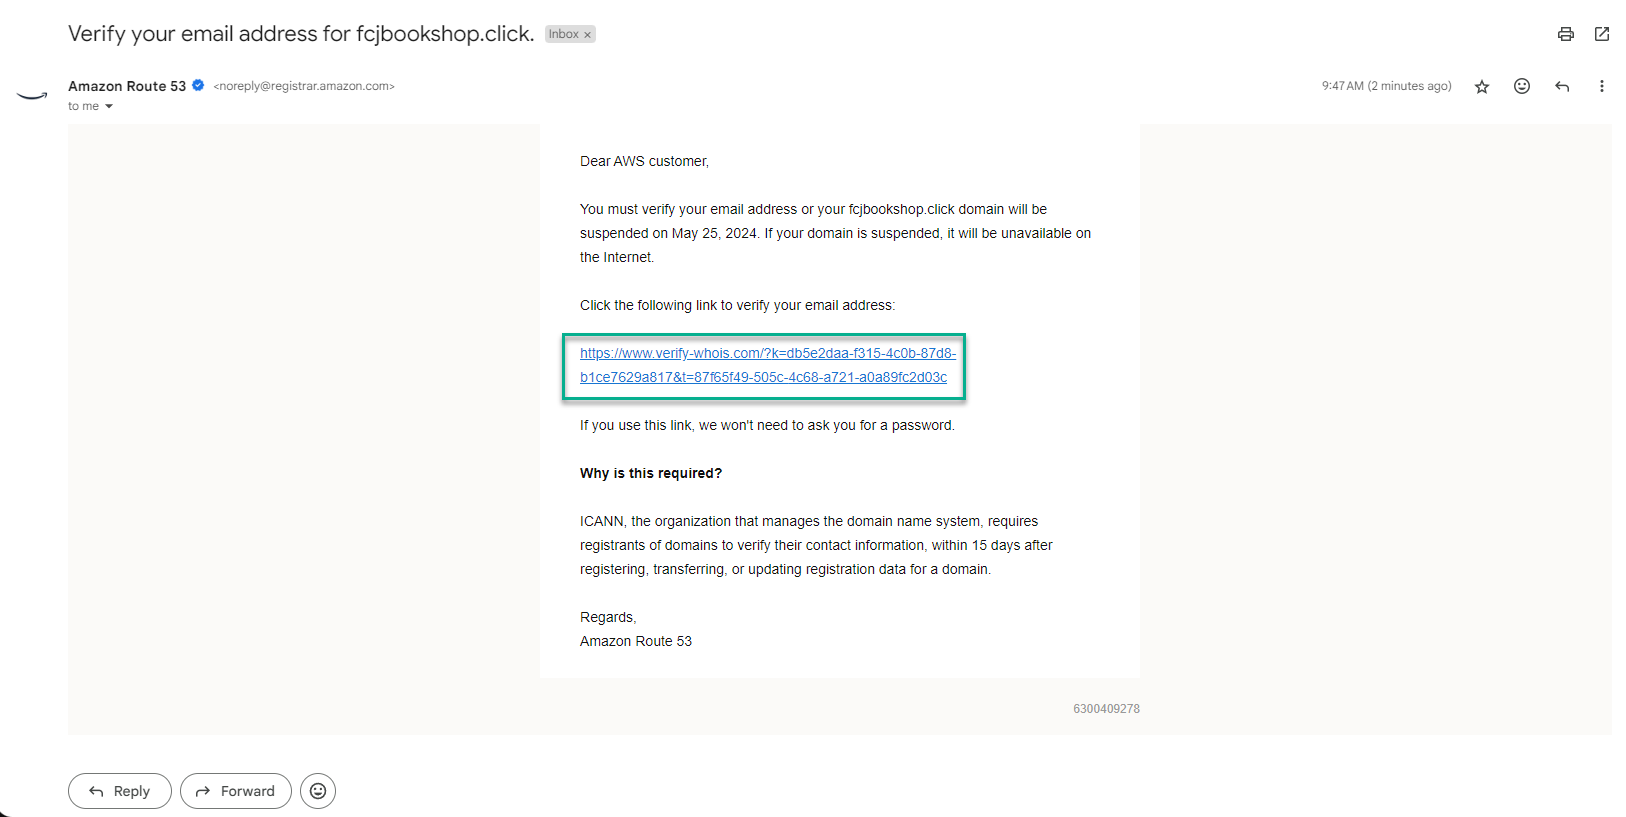 Verify your email address for fcjbookshop.click. Inbox ×
Amazon Route 53 <noreply@registrar.amazon.com> 9:47 AM (2 minutes ago)
to me
Dear AWS customer,
You must verify your email address or your fcjbookshop.click domain will be
suspended on May 25, 2024. If your domain is suspended, it will be unavailable on
the Internet.
Click the following link to verify your email address:
https://www.verify-whois.com/?k=db5e2daa-f315-4c0b-87d8-
b1ce7629a817&t=87f65f49-505c-4c68-a721-a0a89fc2d03c
If you use this link, we won't need to ask you for a password.
Why is this required?
ICANN, the organization that manages the domain name system, requires
registrants of domains to verify their contact information, within 15 days after
registering, transferring, or updating registration data for a domain.
Regards,
Amazon Route 53
6300409278
Reply Forward